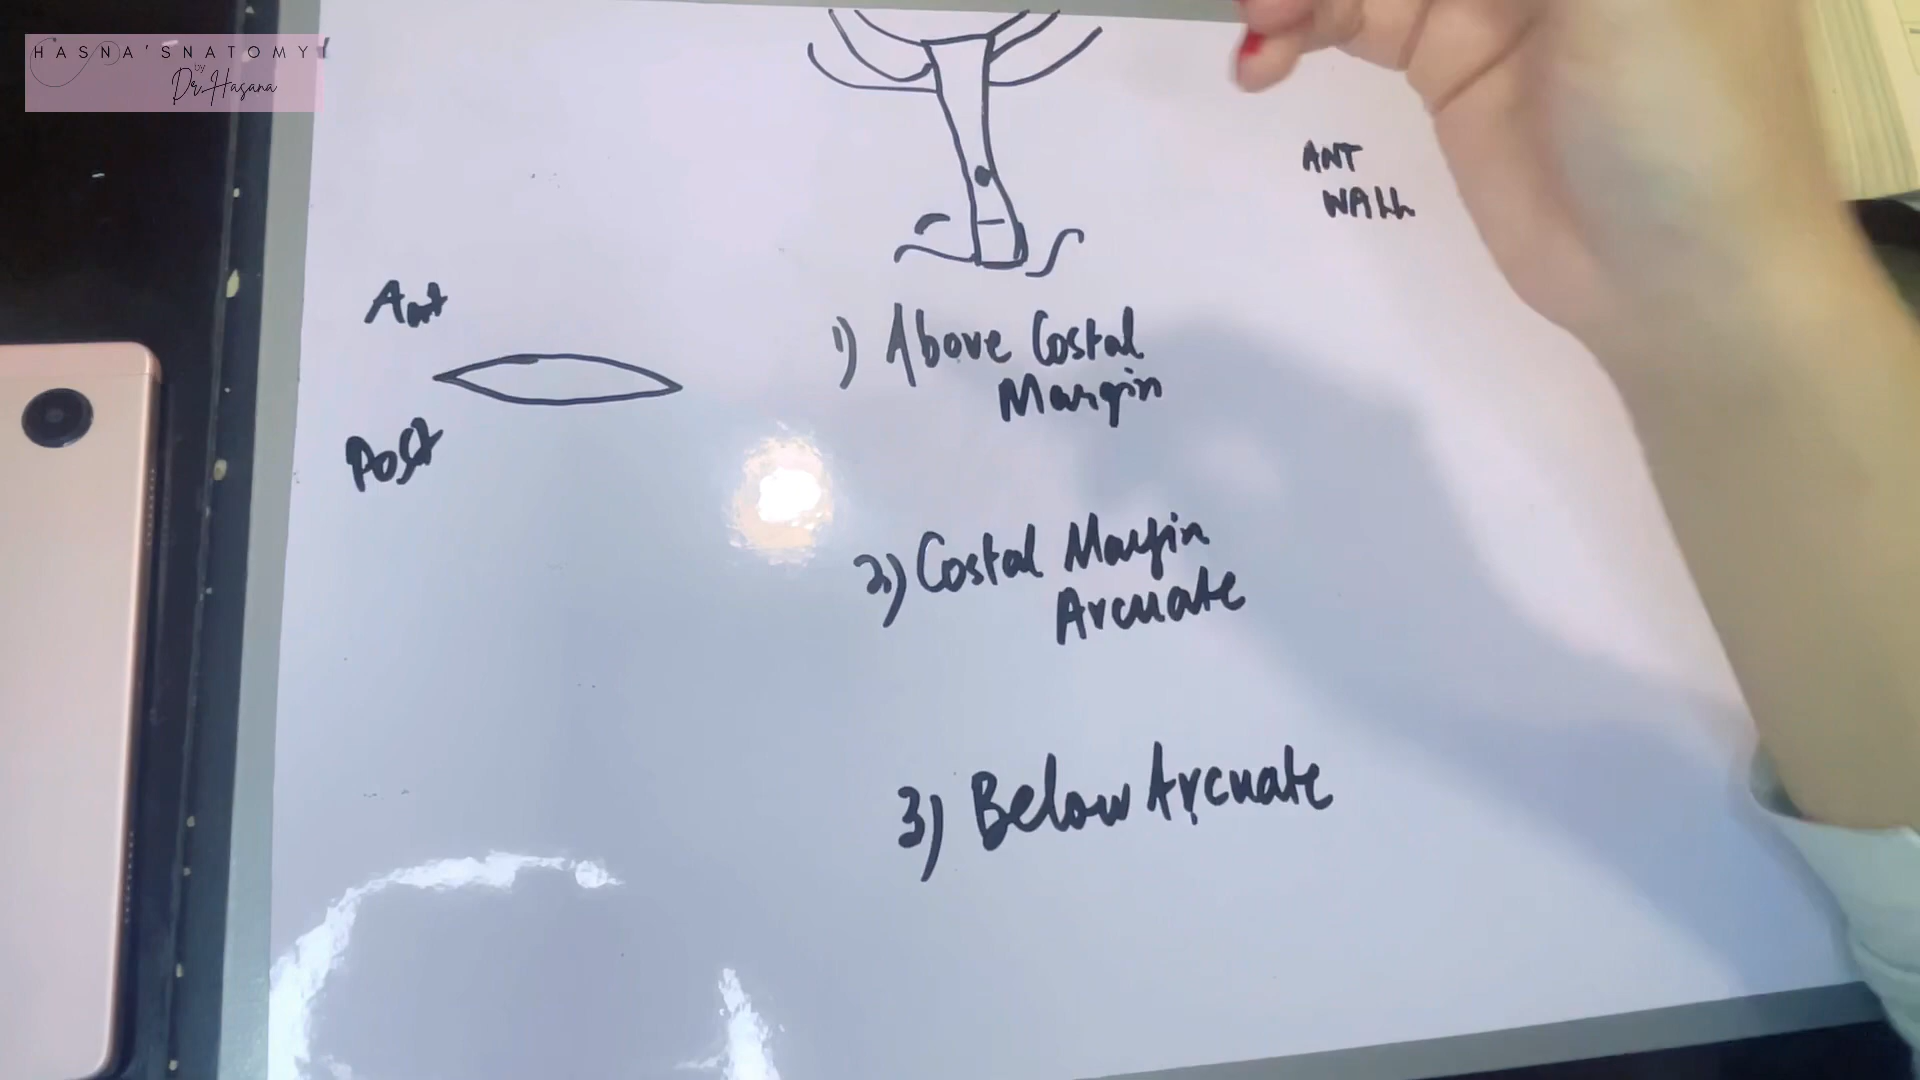 HASNA'SNATOMY
by
Dr Hasana
ANT
WALL
Ant
Post
1) Above Costal
Margin
2) Costal Margin
Arcuate
3) Below Arcuate